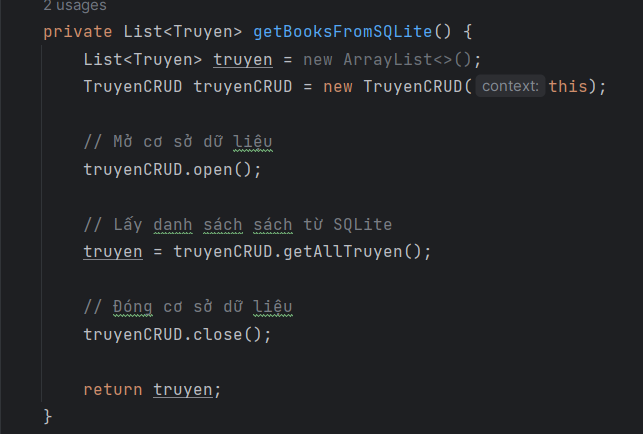 2 usages
private List<Truyen> getBooksFromSQLite() {
List<Truyen> truyen = new ArrayList<>();
TruyenCRUD truyenCRUD = new TruyenCRUD( context: this);
// Mở cơ sở dữ liệu
truyenCRUD.open();
// Lấy danh sách sách từ SQLite
truyen = truyenCRUD.getAllTruyen();
// Đóng cơ sở dữ liệu
truyenCRUD.close();
return truyen;
}